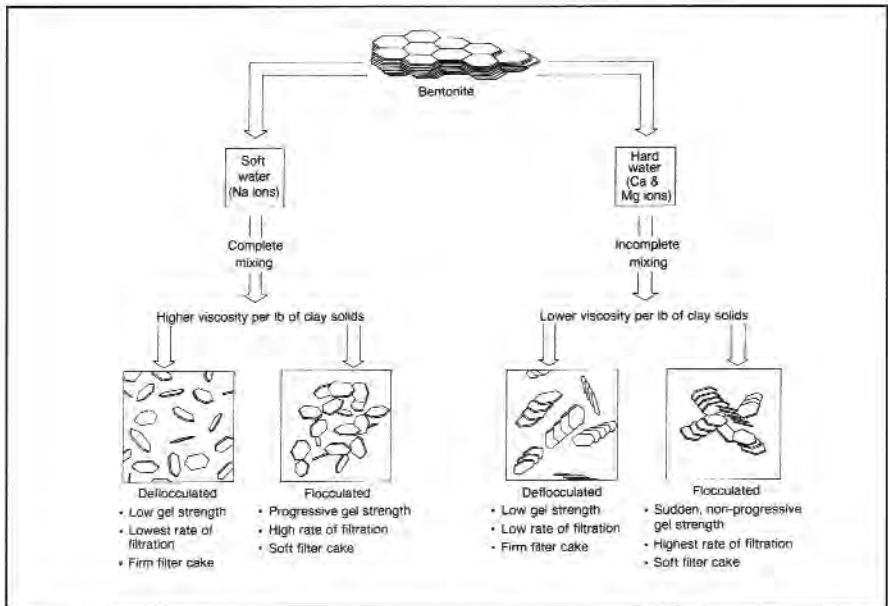 Bentonite
Soft
water
(Na ions)
Hard
water
(Ca &
Mg ions)
Complete
mixing
Incomplete
mixing
Higher viscosity per lb of clay solids
Lower viscosity per lb of clay solids
Deflocculated
• Low gel strength
• Lowest rate of
filtration
• Firm filter cake
Flocculated
• Progressive gel strength
• High rate of filtration
• Soft filter cake
Deflocculated
• Low gel strength
• Low rate of filtration
• Firm filter cake
Flocculated
• Sudden, non-progressive
gel strength
• Highest rate of filtration
• Soft filter cake